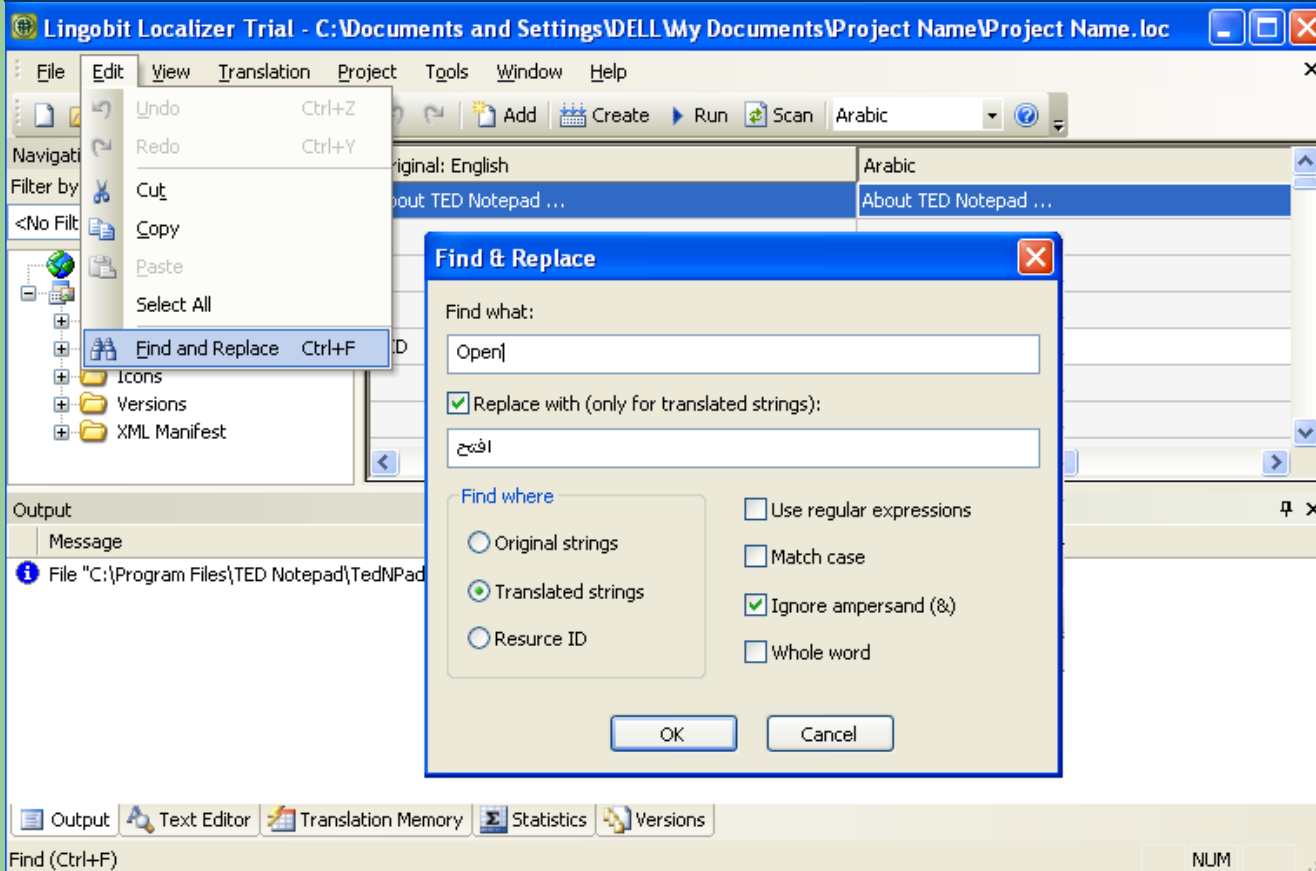 Lingobit Localizer Trial - C:\Documents and Settings\DELL\My Documents\Project Name\Project Name.loc
File Edit View Translation Project Tools Window Help
Undo Ctrl+Z
Redo Ctrl+Y
Cut
Copy
Paste
Select All
Find and Replace Ctrl+F
Add Create Run Scan Arabic
Navigati
Filter by
<No Filt
Icons
Versions
XML Manifest
riginal: English Arabic
bout TED Notepad ... About TED Notepad ...
Find & Replace
Find what:
Open
Replace with (only for translated strings):
افتح
Find where
Original strings
Translated strings
Resurce ID
Use regular expressions
Match case
Ignore ampersand (&)
Whole word
OK Cancel
Output
Message
File "C:\Program Files\TED Notepad\TedNPad
Output Text Editor Translation Memory Statistics Versions
Find (Ctrl+F) NUM